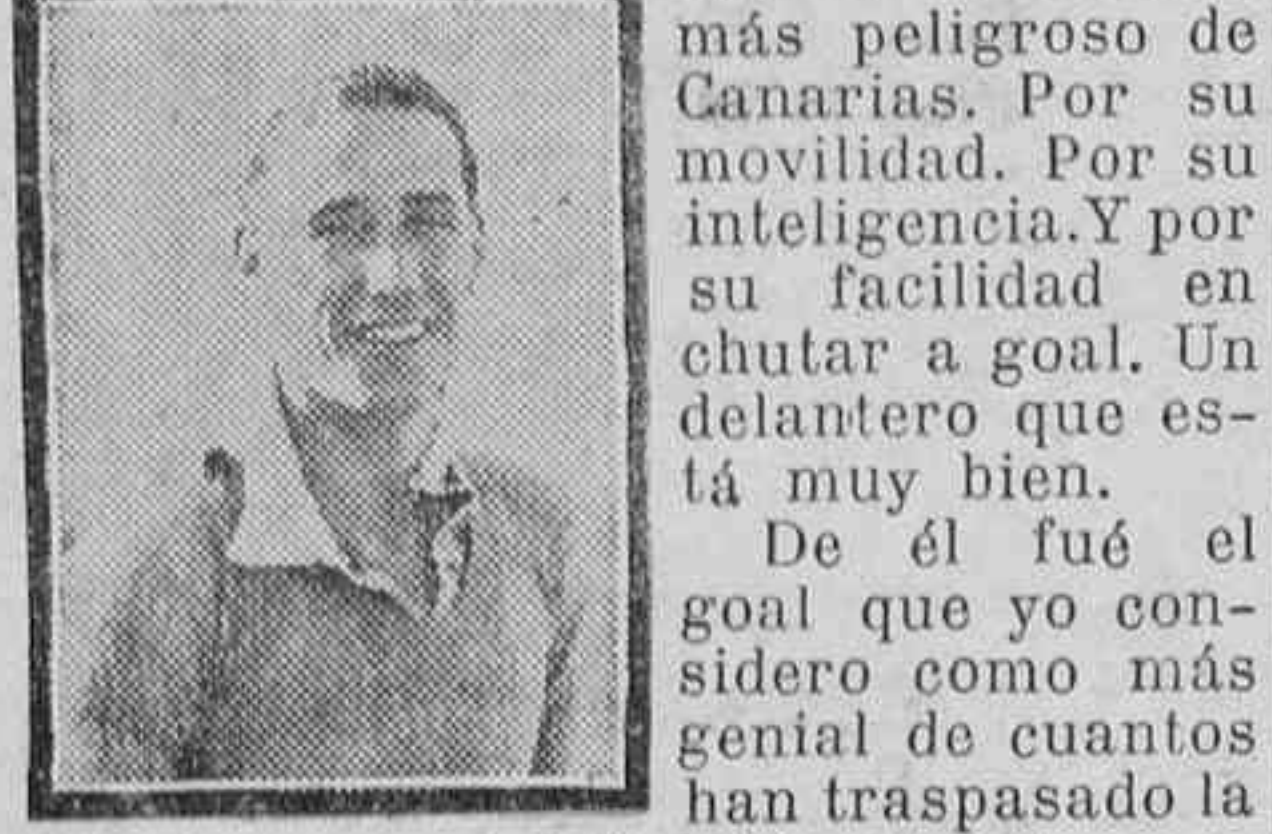 más peligroso de
Canarias. Por su
movilidad. Por su
inteligencia. Y por
su facilidad en
chutar a goal. Un
delantero que es-
tá muy bien.
De él fué el
goal que yo con-
sidero como más
genial de cuantos
han traspasado la